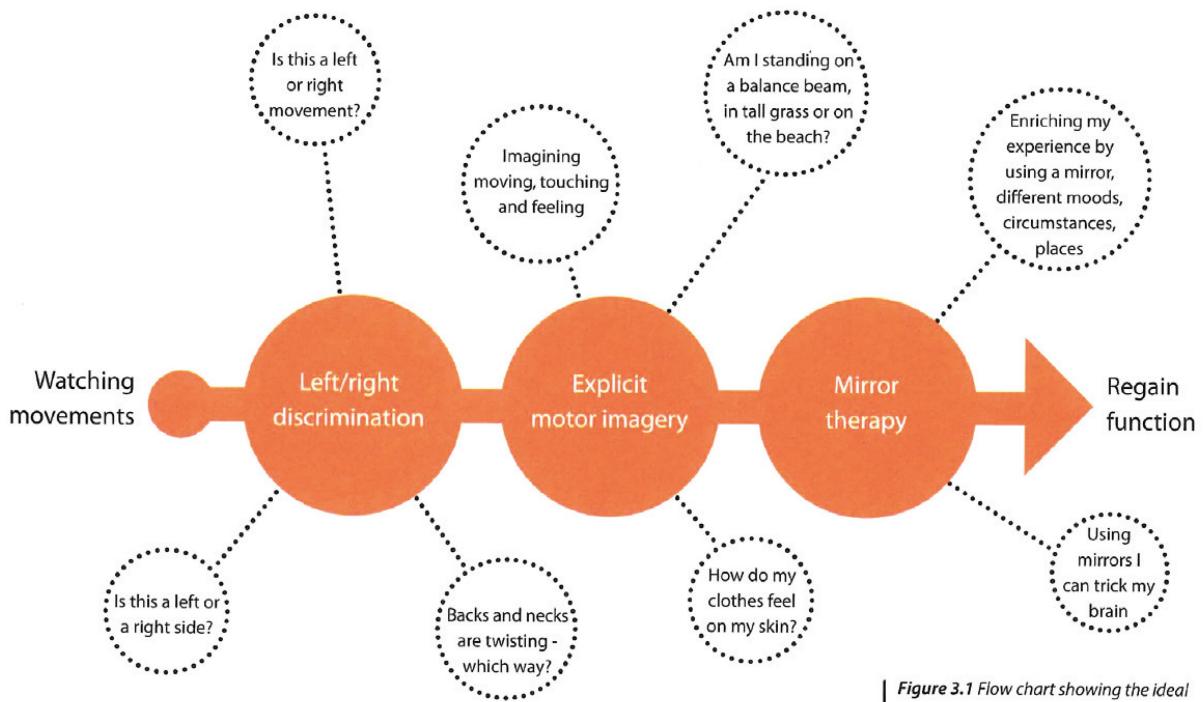 Is this a left
or right
movement?
Imagining
moving, touching
and feeling
Am I standing on
a balance beam,
in tall grass or on
the beach?
Enriching my
experience by
using a mirror,
different moods,
circumstances,
places
Watching
movements
Left/right
discrimination
Explicit
motor imagery
Mirror
therapy
Regain
function
Is this a left or
a right side?
Backs and necks
are twisting -
which way?
How do my
clothes feel
on my skin?
Using
mirrors I
can trick my
brain
Figure 3.1 Flow chart showing the ideal